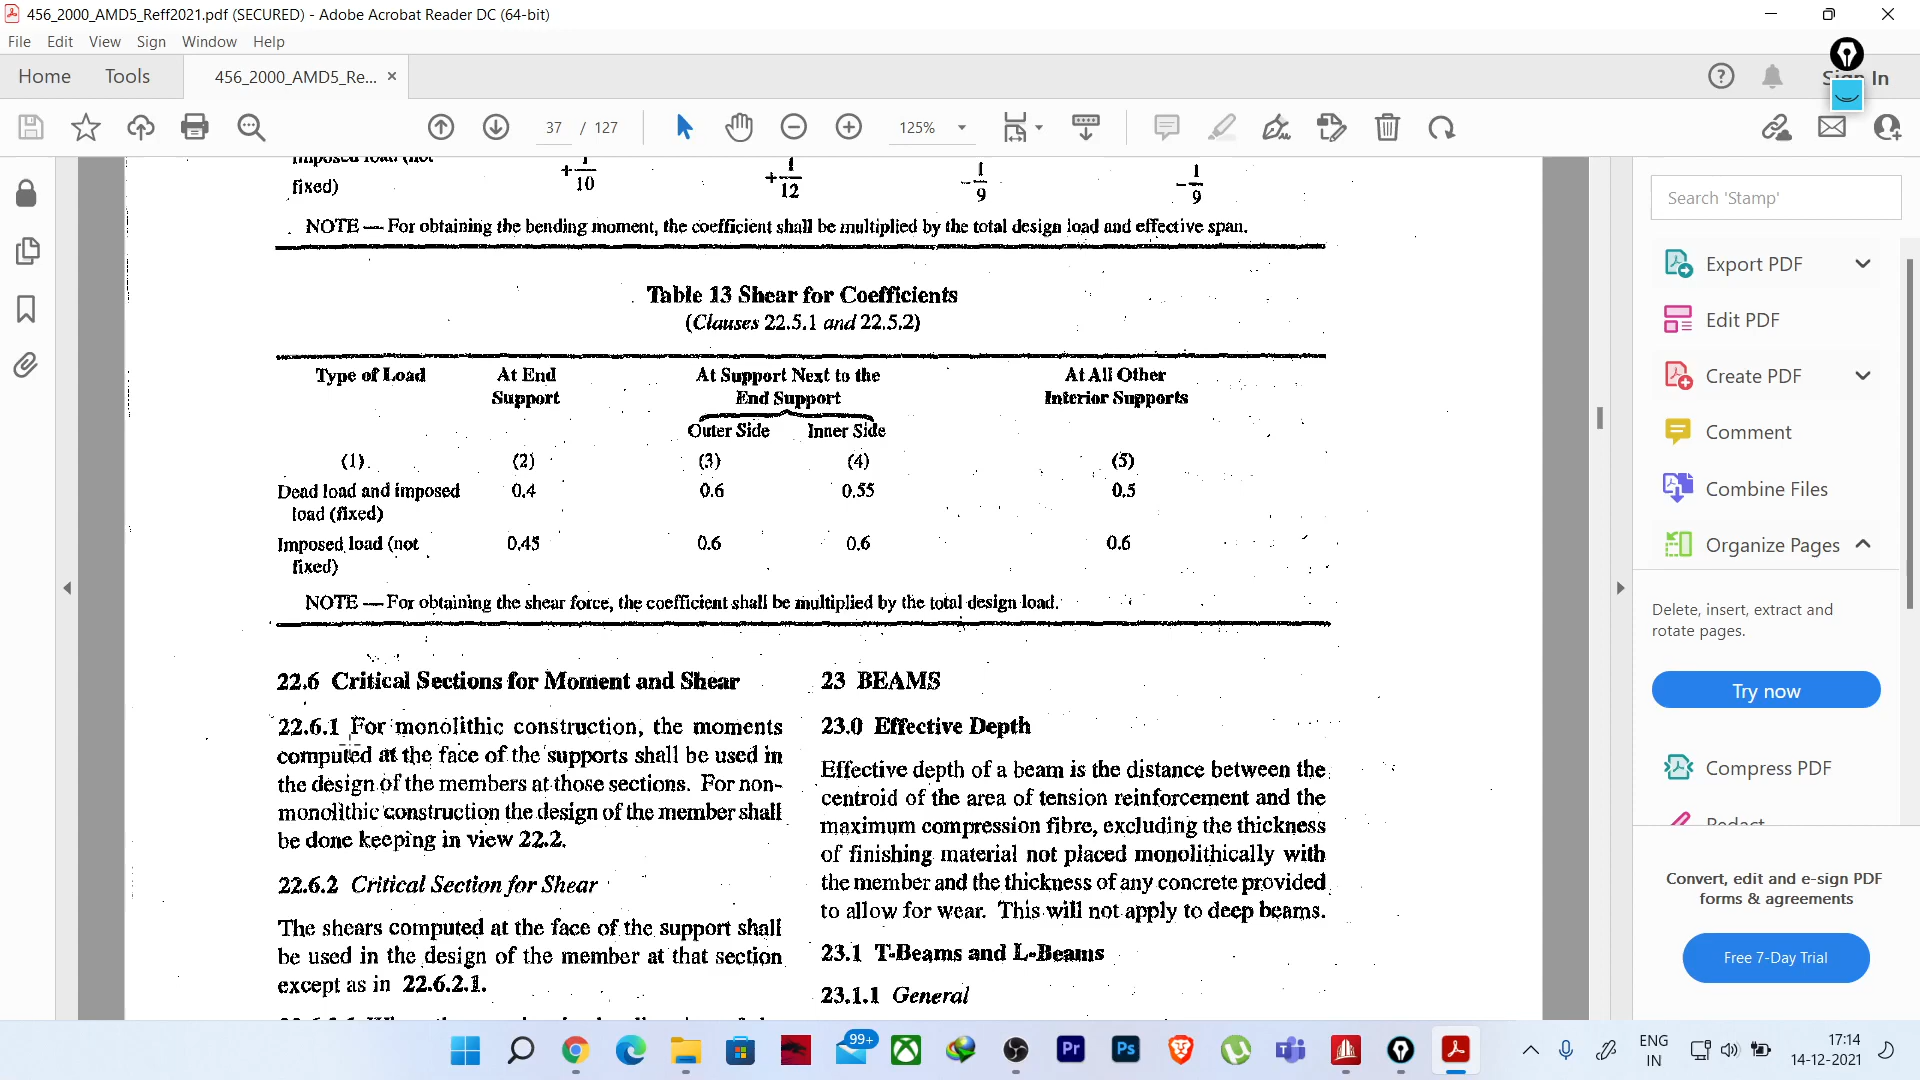 456_2000_AMD5_Reff2021.pdf (SECURED) - Adobe Acrobat Reader DC (64-bit)
File Edit View Sign Window Help
Home Tools 456_2000_AMD5_Re... ×
Sign In
37 / 127 125%
Imposed load (not
fixed)
+1/10 +1/12 -1/9 -1/9
NOTE — For obtaining the bending moment, the coefficient shall be multiplied by the total design load and effective span.
Table 13 Shear for Coefficients
(Clauses 22.5.1 and 22.5.2)
Type of Load At End At Support Next to the At All Other
Support End Support Interior Supports
Outer Side Inner Side
(1) (2) (3) (4) (5)
Dead load and imposed 0.4 0.6 0.55 0.5
load (fixed)
Imposed load (not 0.45 0.6 0.6 0.6
fixed)
NOTE — For obtaining the shear force, the coefficient shall be multiplied by the total design load.
22.6 Critical Sections for Moment and Shear
22.6.1 For monolithic construction, the moments
computed at the face of the supports shall be used in
the design of the members at those sections. For non-
monolithic construction the design of the member shall
be done keeping in view 22.2.
22.6.2 Critical Section for Shear
The shears computed at the face of the support shall
be used in the design of the member at that section
except as in 22.6.2.1.
23 BEAMS
23.0 Effective Depth
Effective depth of a beam is the distance between the
centroid of the area of tension reinforcement and the
maximum compression fibre, excluding the thickness
of finishing material not placed monolithically with
the member and the thickness of any concrete provided
to allow for wear. This will not apply to deep beams.
23.1 T-Beams and L-Beams
23.1.1 General
Search 'Stamp'
Export PDF
Edit PDF
Create PDF
Comment
Combine Files
Organize Pages
Delete, insert, extract and
rotate pages.
Try now
Compress PDF
Redact
Convert, edit and e-sign PDF
forms & agreements
Free 7-Day Trial
99+
Pr
Ps
ENG
IN
17:14
14-12-2021